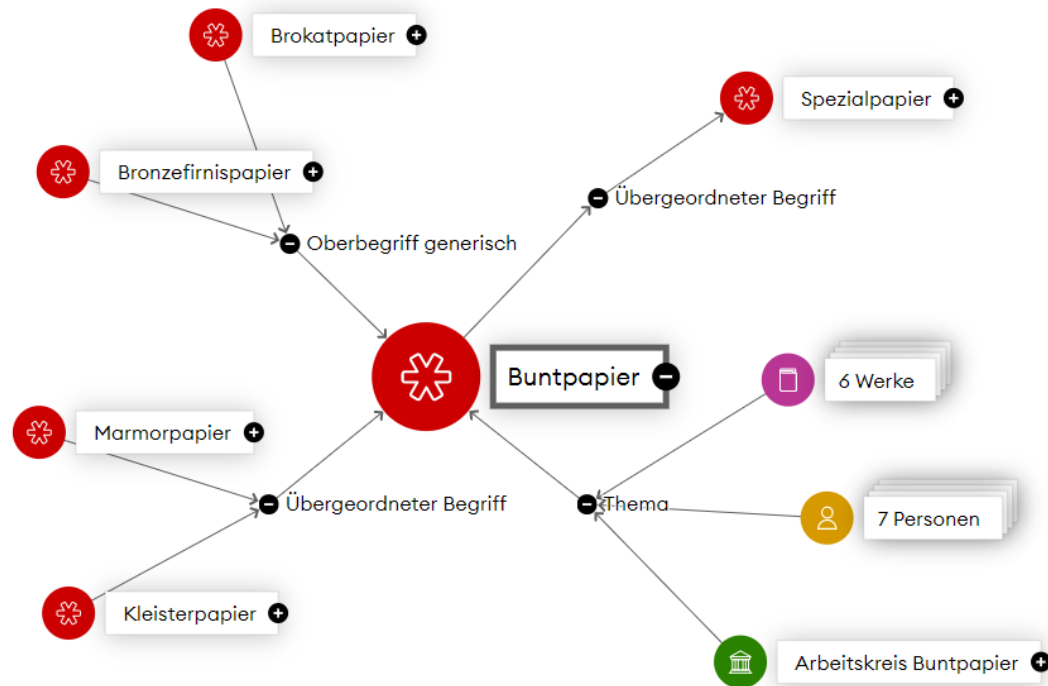 Brokatpapier
Spezialpapier
Bronzefirnispapier
Übergeordneter Begriff
Oberbegriff generisch
Buntpapier
6 Werke
Marmorpapier
Übergeordneter Begriff
Thema
7 Personen
Kleisterpapier
Arbeitskreis Buntpapier